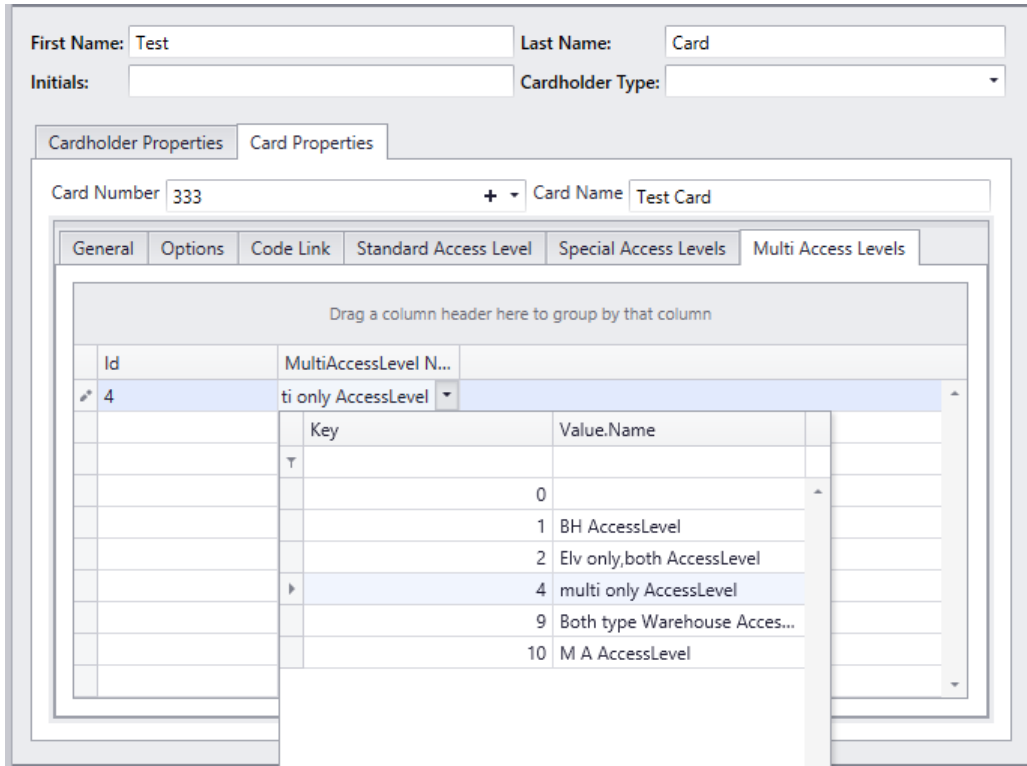 First Name: Test Last Name: Card
Initials: Cardholder Type:
Cardholder Properties Card Properties
Card Number 333 Card Name Test Card
General Options Code Link Standard Access Level Special Access Levels Multi Access Levels
Drag a column header here to group by that column
Id MultiAccessLevel N...
4 ti only AccessLevel
Key Value.Name
0
1 BH AccessLevel
2 Elv only,both AccessLevel
4 multi only AccessLevel
9 Both type Warehouse Acces...
10 M A AccessLevel